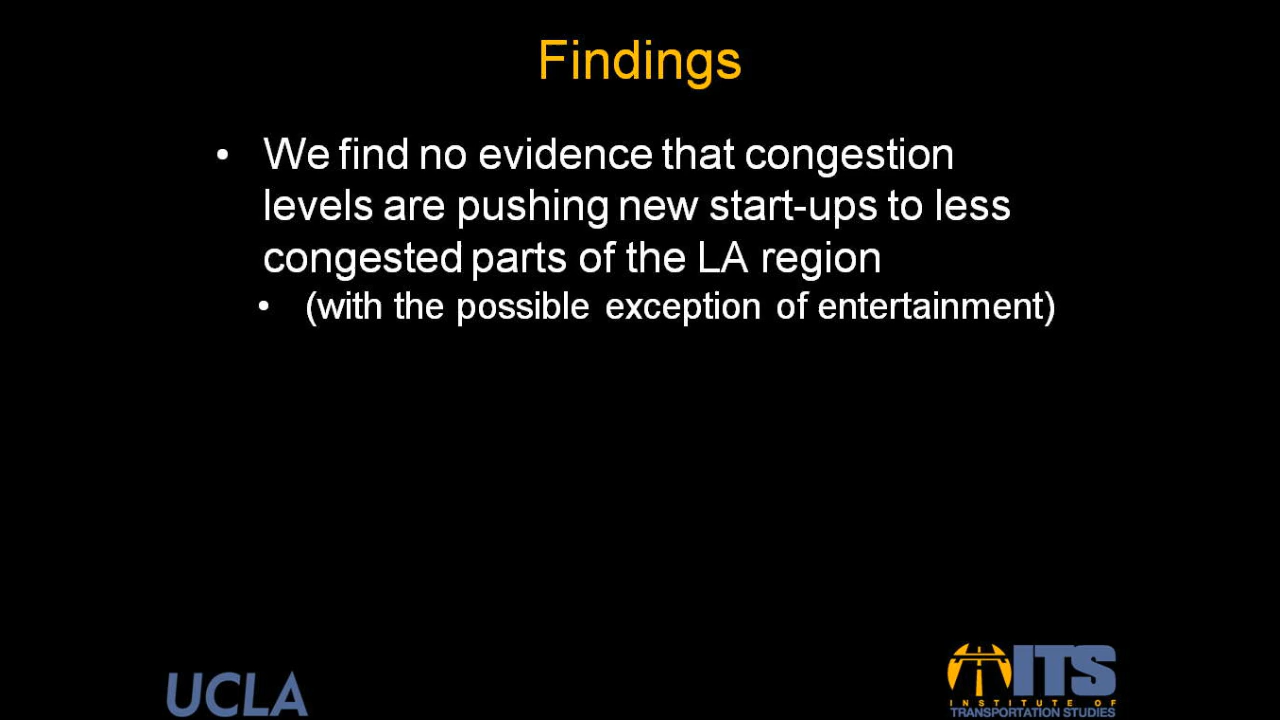 Findings
• We find no evidence that congestion
levels are pushing new start-ups to less
congested parts of the LA region
• (with the possible exception of entertainment)
UCLA
ITS
INSTITUTE OF
TRANSPORTATION STUDIES